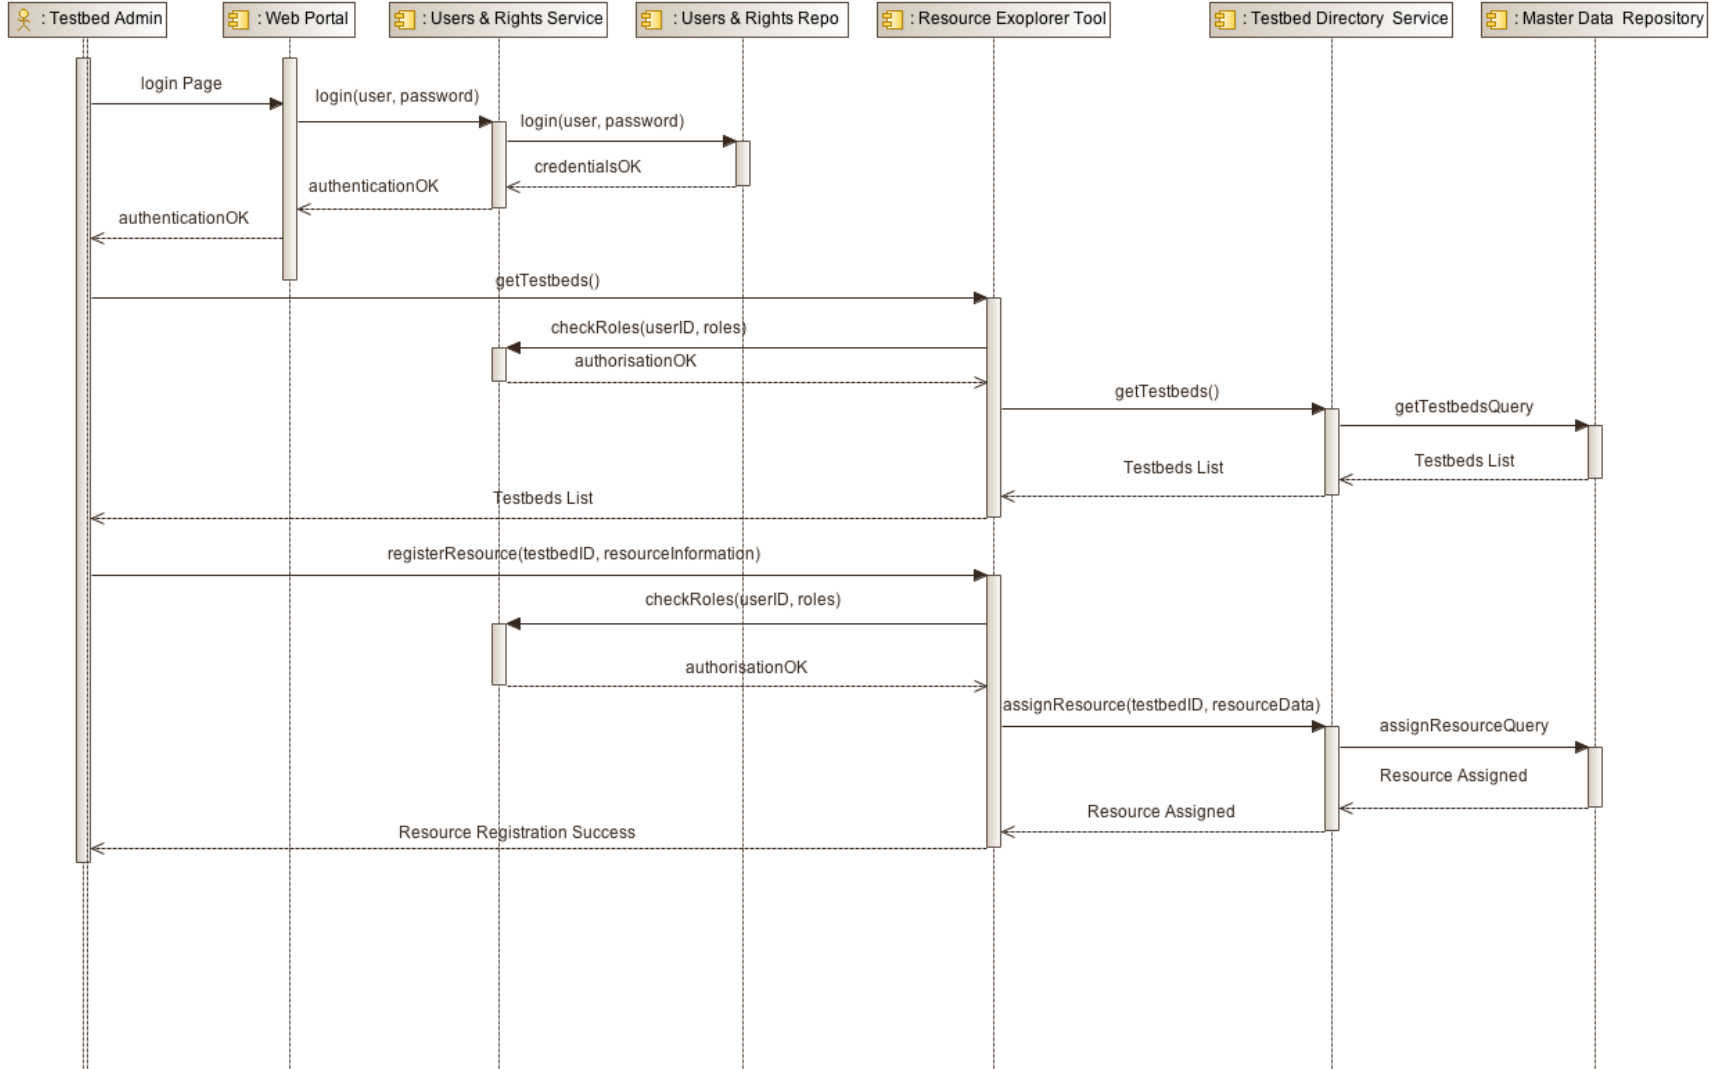 : Testbed Admin
: Web Portal
: Users & Rights Service
: Users & Rights Repo
: Resource Exoplorer Tool
: Testbed Directory  Service
: Master Data  Repository
login Page
login(user, password)
login(user, password)
credentialsOK
authenticationOK
authenticationOK
getTestbeds()
checkRoles(userID, roles)
authorisationOK
getTestbeds()
getTestbedsQuery
Testbeds List
Testbeds List
Testbeds List
registerResource(testbedID, resourceInformation)
checkRoles(userID, roles)
authorisationOK
assignResource(testbedID, resourceData)
assignResourceQuery
Resource Assigned
Resource Assigned
Resource Registration Success